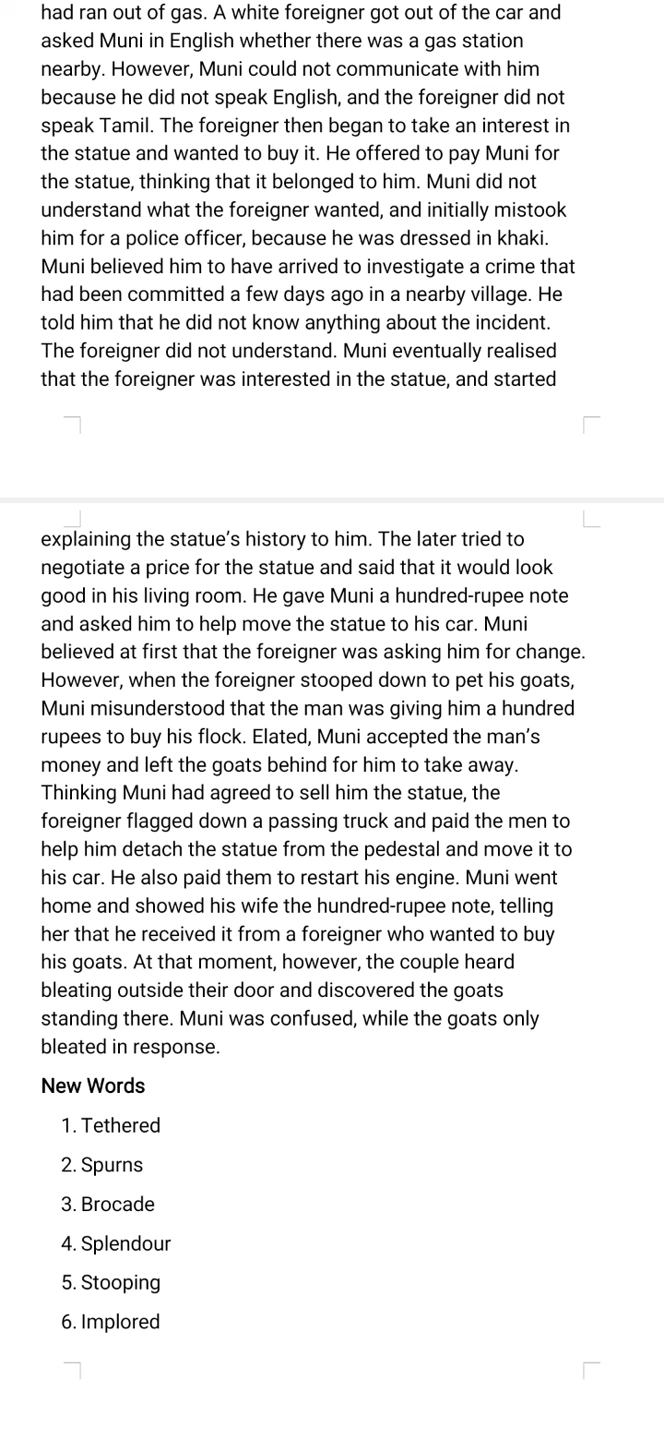 had ran out of gas. A white foreigner got out of the car and
asked Muni in English whether there was a gas station
nearby. However, Muni could not communicate with him
because he did not speak English, and the foreigner did not
speak Tamil. The foreigner then began to take an interest in
the statue and wanted to buy it. He offered to pay Muni for
the statue, thinking that it belonged to him. Muni did not
understand what the foreigner wanted, and initially mistook
him for a police officer, because he was dressed in khaki.
Muni believed him to have arrived to investigate a crime that
had been committed a few days ago in a nearby village. He
told him that he did not know anything about the incident.
The foreigner did not understand. Muni eventually realised
that the foreigner was interested in the statue, and started
explaining the statue's history to him. The later tried to
negotiate a price for the statue and said that it would look
good in his living room. He gave Muni a hundred-rupee note
and asked him to help move the statue to his car. Muni
believed at first that the foreigner was asking him for change.
However, when the foreigner stooped down to pet his goats,
Muni misunderstood that the man was giving him a hundred
rupees to buy his flock. Elated, Muni accepted the man's
money and left the goats behind for him to take away.
Thinking Muni had agreed to sell him the statue, the
foreigner flagged down a passing truck and paid the men to
help him detach the statue from the pedestal and move it to
his car. He also paid them to restart his engine. Muni went
home and showed his wife the hundred-rupee note, telling
her that he received it from a foreigner who wanted to buy
his goats. At that moment, however, the couple heard
bleating outside their door and discovered the goats
standing there. Muni was confused, while the goats only
bleated in response.
New Words
1. Tethered
2. Spurns
3. Brocade
4. Splendour
5. Stooping
6. Implored